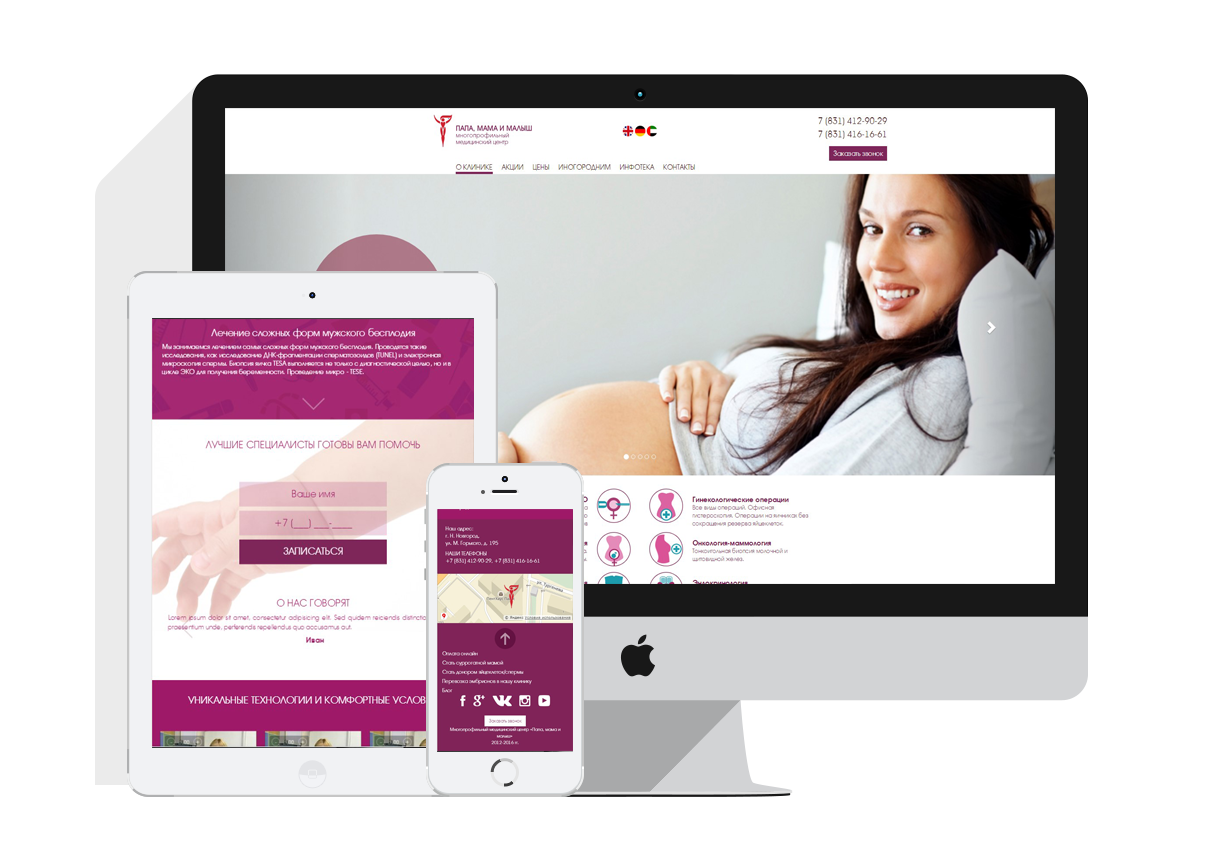 ПАПА, МАМА И МАЛЫШ
многопрофильный
медицинский центр
7 (831) 412-90-29
7 (831) 416-16-61
Заказать звонок
О КЛИНИКЕ АКЦИИ ЦЕНЫ ИНОГОРОДНИМ ИНФОТЕКА КОНТАКТЫ
Гинекологические операции
Все виды операций. Офисная
гистероскопия. Операции на яичниках без
сокращения резерва яйцеклеток.
Онкология-маммология
Тонкоигольная биопсия молочной и
щитовидной желез.
Эндокринология
Лечение сложных форм мужского бесплодия
Мы занимаемся лечением самых сложных форм мужского бесплодия. Проводятся такие
исследования, как исследование ДНК-фрагментации сперматозоидов (TUNEL) и электронная
микроскопия спермы. Биопсия яичка TESA выполняется не только с диагностической целью, но и в
цикле ЭКО для получения беременности. Проведение микро - TESE.
ЛУЧШИЕ СПЕЦИАЛИСТЫ ГОТОВЫ ВАМ ПОМОЧЬ
Ваше имя
+7 (___) ___-____
ЗАПИСАТЬСЯ
О НАС ГОВОРЯТ
Lorem ipsum dolor sit amet, consectetur adipisicing elit. Sed quidem reiciendis distinctio
praesentium unde, perferendis repellendus quo accusamus aut.
Иван
УНИКАЛЬНЫЕ ТЕХНОЛОГИИ И КОМФОРТНЫЕ УСЛОВ
Наш адрес:
г. Н. Новгород,
ул. М. Горького, д. 195
НАШИ ТЕЛЕФОНЫ
+7 (831) 412-90-29, +7 (831) 416-16-61
© Яндекс Условия использования
Оплата онлайн
Стать суррогатной мамой
Стать донором яйцеклеток/спермы
Перевозка эмбрионов в нашу клинику
Блог
Заказать звонок
Многопрофильный медицинский центр «Папа, мама и
малыш»
2012-2016 г.